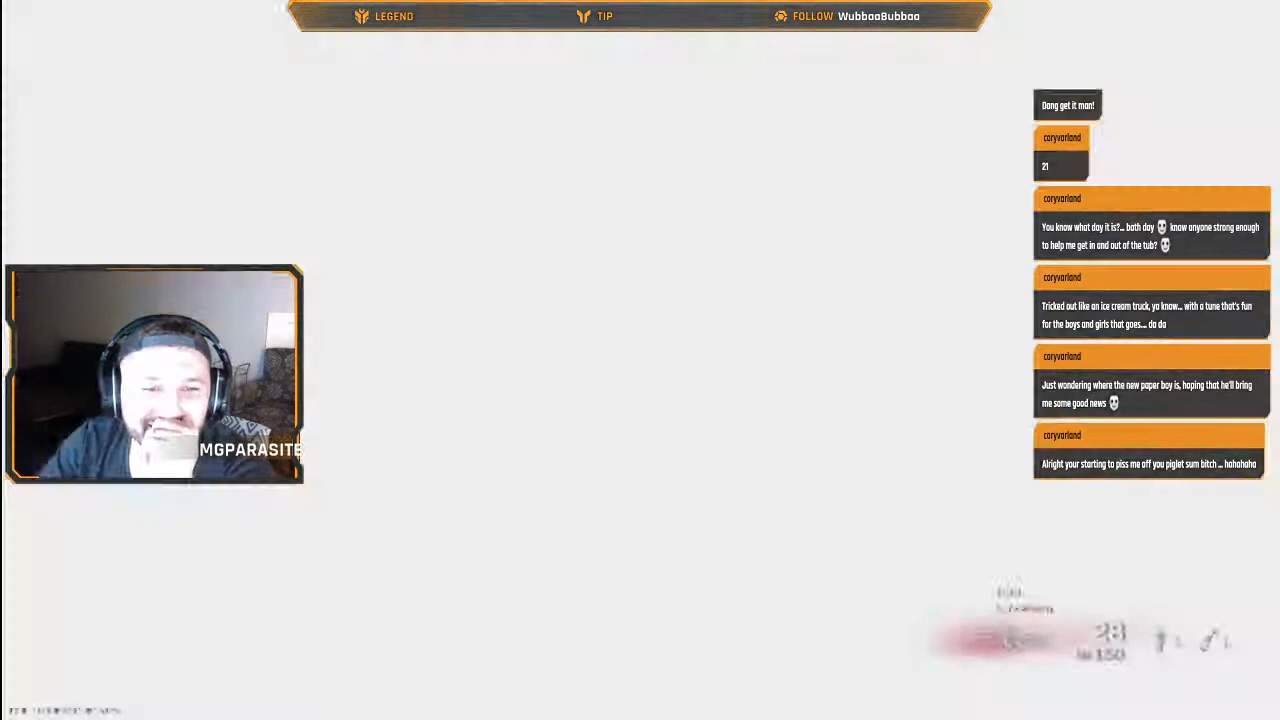 LEGEND
TIP
FOLLOW WubbaaBubbaa
Dang get it man!
coryvarland
21
coryvarland
You know what day it is?... bath day know anyone strong enough
to help me get in and out of the tub?
coryvarland
Tricked out like an ice cream truck, ya know... with a tune that's fun
for the boys and girls that goes... da da
coryvarland
Just wondering where the new paper boy is, hoping that he'll bring
me some good news
coryvarland
Alright your starting to piss me off you piglet sum bitch ... hahahaha
MGPARASITE
23
150